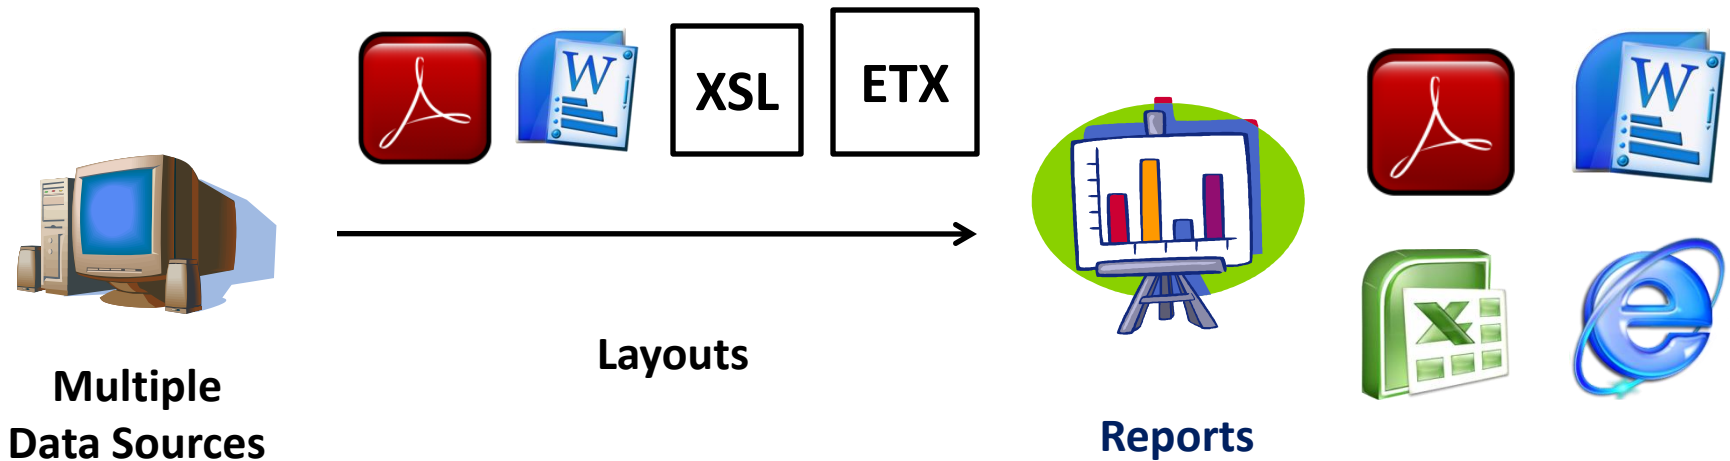 W
XSL
ETX
W
X
e
Layouts
Multiple
Data Sources
Reports